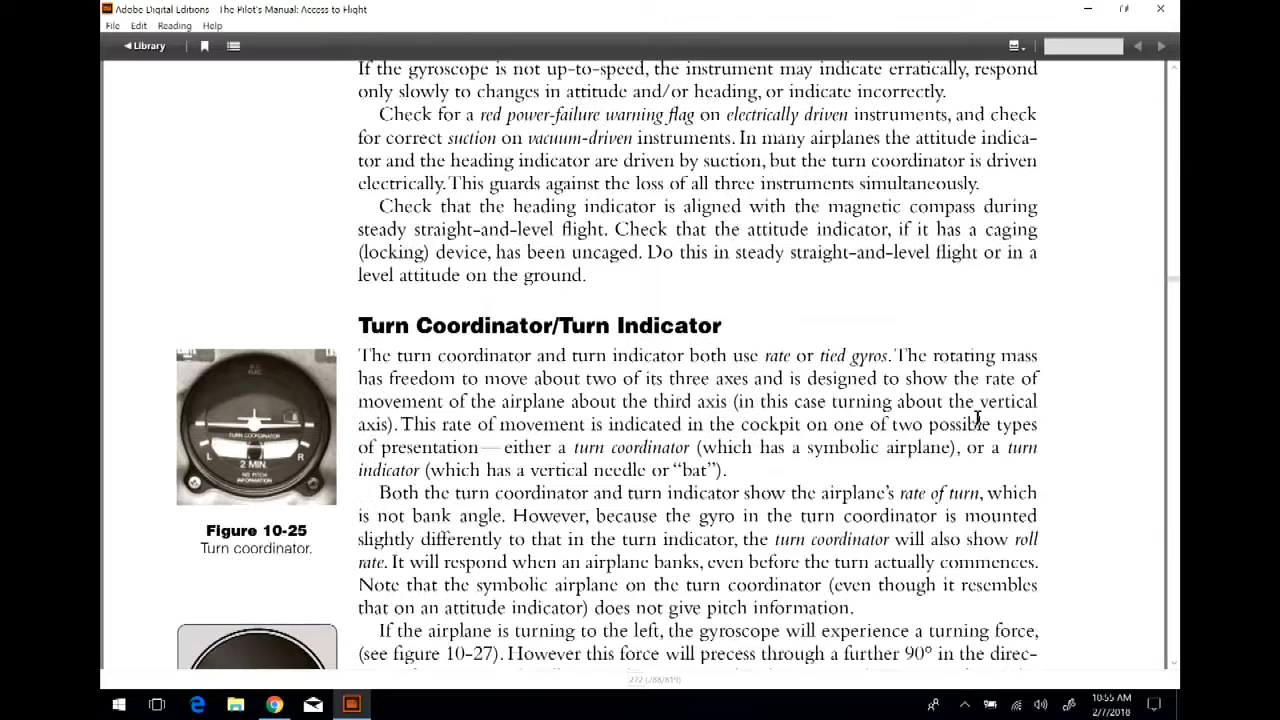 Adobe Digital Editions - The Pilot's Manual: Access to Flight
File Edit Reading Help
Library
If the gyroscope is not up-to-speed, the instrument may indicate erratically, respond
only slowly to changes in attitude and/or heading, or indicate incorrectly.
Check for a red power-failure warning flag on electrically driven instruments, and check
for correct suction on vacuum-driven instruments. In many airplanes the attitude indica-
tor and the heading indicator are driven by suction, but the turn coordinator is driven
electrically. This guards against the loss of all three instruments simultaneously.
Check that the heading indicator is aligned with the magnetic compass during
steady straight-and-level flight. Check that the attitude indicator, if it has a caging
(locking) device, has been uncaged. Do this in steady straight-and-level flight or in a
level attitude on the ground.
Turn Coordinator/Turn Indicator
The turn coordinator and turn indicator both use rate or tied gyros. The rotating mass
has freedom to move about two of its three axes and is designed to show the rate of
movement of the airplane about the third axis (in this case turning about the vertical
axis). This rate of movement is indicated in the cockpit on one of two possible types
of presentation—either a turn coordinator (which has a symbolic airplane), or a turn
indicator (which has a vertical needle or “bat”).
Both the turn coordinator and turn indicator show the airplane's rate of turn, which
is not bank angle. However, because the gyro in the turn coordinator is mounted
slightly differently to that in the turn indicator, the turn coordinator will also show roll
rate. It will respond when an airplane banks, even before the turn actually commences.
Note that the symbolic airplane on the turn coordinator (even though it resembles
that on an attitude indicator) does not give pitch information.
If the airplane is turning to the left, the gyroscope will experience a turning force,
(see figure 10-27). However this force will precess through a further 90° in the direc-
TURN COORDINATOR
L R
2 MIN.
NO PITCH
INFORMATION
Figure 10-25
Turn coordinator.
272 (288/819)
10:55 AM
2/7/2018